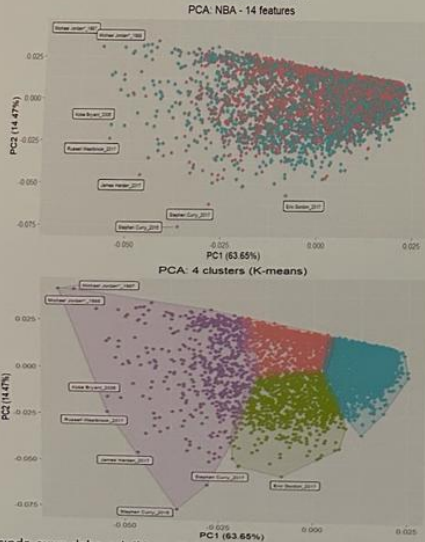 PCA: NBA - 14 features
PC2 (14.47%)
0.025
0.000
-0.025
-0.050
-0.075
Michael Jordan*_1988
Kobe Bryant_2006
Russell Westbrook_2017
James Harden_2017
Stephen Curry_2017
Stephen Curry_2016
Eric Gordon_2017
-0.050
-0.025
0.000
0.025
PC1 (63.65%)
PCA: 4 clusters (K-means)
PC2 (14.47%)
0.025
0.000
-0.025
-0.050
-0.075
Michael Jordan*_1987
Michael Jordan*_1988
Kobe Bryant_2006
Russell Westbrook_2017
James Harden_2017
Stephen Curry_2017
Stephen Curry_2016
Eric Gordon_2017
-0.050
-0.025
0.000
0.025
PC1 (63.65%)